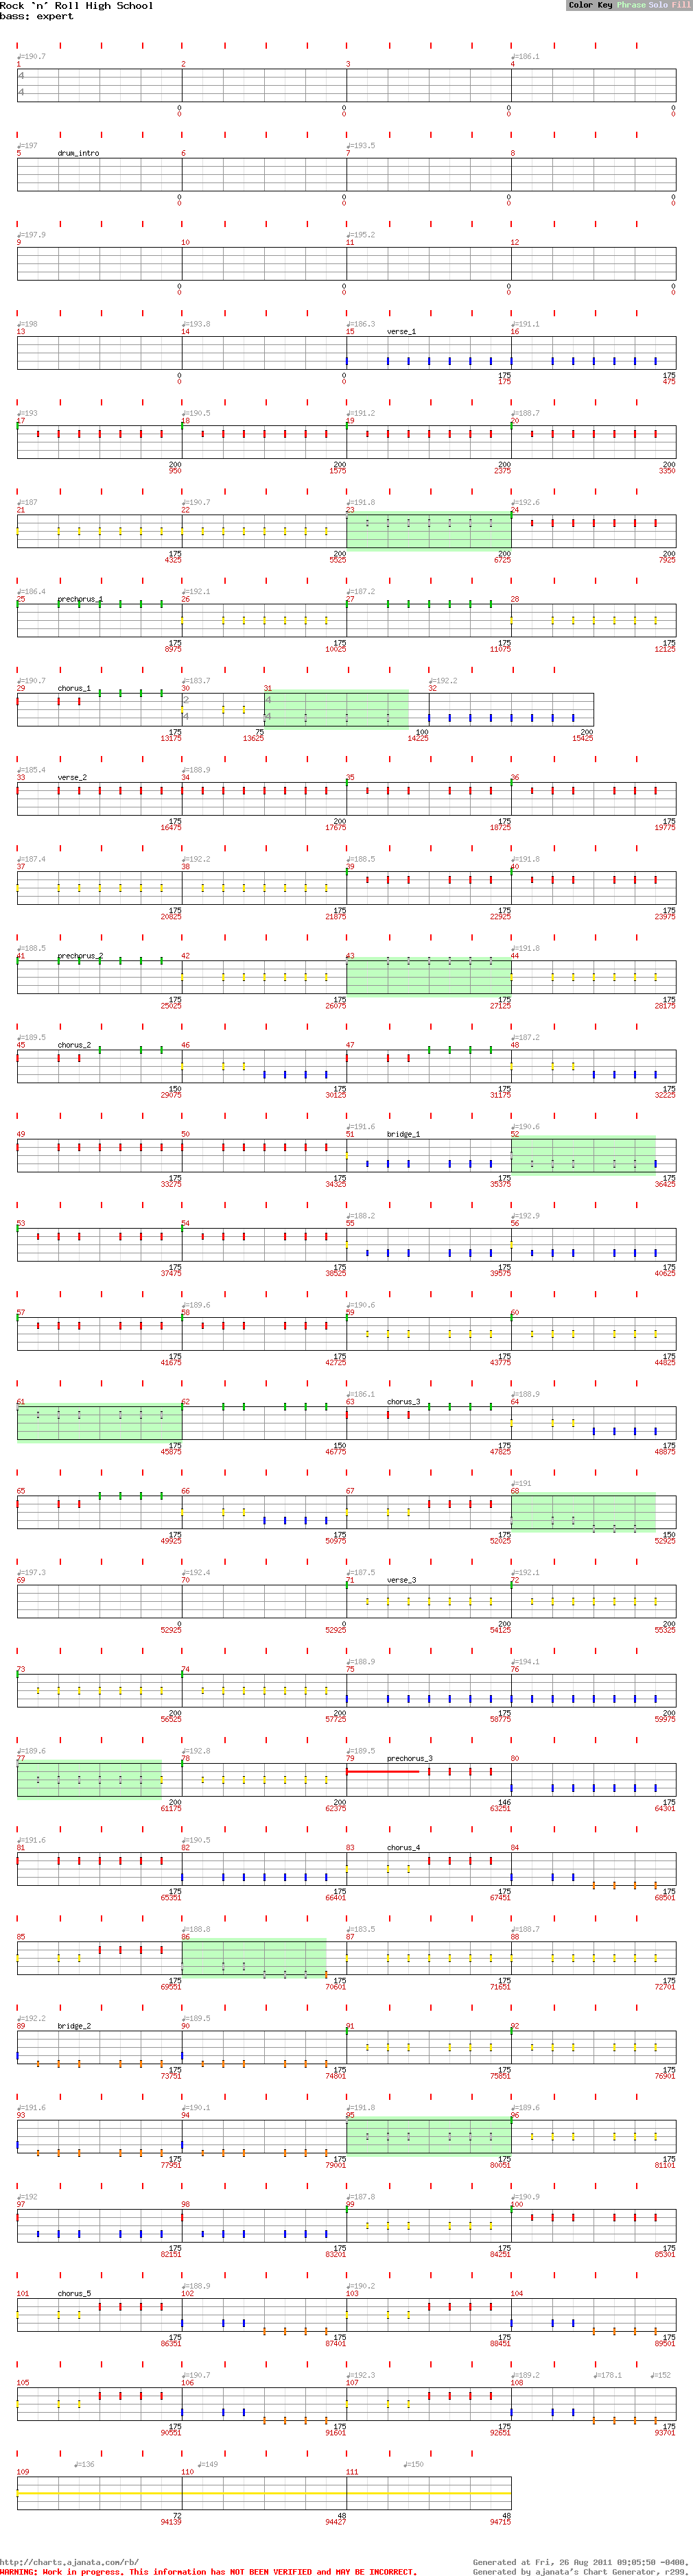 Rock `n' Roll High School
Color Key Phrase Solo Fill
bass: expert
♩=190.7 ♩=186.1
1 2 3 4
4
4
0 0 0 0
0 0 0 0
♩=197 ♩=193.5
5 drum_intro 6 7 8
0 0 0 0
0 0 0 0
♩=197.9 ♩=195.2
9 10 11 12
0 0 0 0
0 0 0 0
♩=198 ♩=193.8 ♩=186.3 ♩=191.1
13 14 15 verse_1 16
0 0 175 175
0 0 175 475
♩=193 ♩=190.5 ♩=191.2 ♩=188.7
17 18 19 20
200 200 200 200
950 1575 2375 3350
♩=187 ♩=190.7 ♩=191.8 ♩=192.6
21 22 23 24
175 200 200 200
4325 5525 6725 7925
♩=186.4 ♩=192.1 ♩=187.2
25 prechorus_1 26 27 28
175 175 175 175
8975 10025 11075 12125
♩=190.7 ♩=183.7 ♩=192.2
29 chorus_1 30 31 32
2 4
4 4
175 75 100 200
13175 13625 14225 15425
♩=185.4 ♩=188.9
33 verse_2 34 35 36
175 200 175 175
16475 17675 18725 19775
♩=187.4 ♩=192.2 ♩=188.5 ♩=191.8
37 38 39 40
175 175 175 175
20825 21875 22925 23975
♩=188.5 ♩=191.8
41 prechorus_2 42 43 44
175 175 175 175
25025 26075 27125 28175
♩=189.5 ♩=187.2
45 chorus_2 46 47 48
150 175 175 175
29075 30125 31175 32225
♩=191.6 ♩=190.6
49 50 51 bridge_1 52
175 175 175 175
33275 34325 35375 36425
♩=188.2 ♩=192.9
53 54 55 56
175 175 175 175
37475 38525 39575 40625
♩=189.6 ♩=190.6
57 58 59 60
175 175 175 175
41675 42725 43775 44825
♩=186.1 ♩=188.9
61 62 63 chorus_3 64
175 150 175 175
45875 46775 47825 48875
♩=191
65 66 67 68
175 175 175 150
49925 50975 52025 52925
♩=197.3 ♩=192.4 ♩=187.5 ♩=192.1
69 70 71 verse_3 72
0 0 200 200
52925 52925 54125 55325
♩=188.9 ♩=194.1
73 74 75 76
200 200 175 200
56525 57725 58775 59975
♩=189.6 ♩=192.8 ♩=189.5
77 78 79 prechorus_3 80
200 200 146 175
61175 62375 63251 64301
♩=191.6 ♩=190.5
81 82 83 chorus_4 84
175 175 175 175
65351 66401 67451 68501
♩=188.8 ♩=183.5 ♩=188.7
85 86 87 88
175 175 175 175
69551 70601 71651 72701
♩=192.2 ♩=189.5
89 bridge_2 90 91 92
175 175 175 175
73751 74801 75851 76901
♩=191.6 ♩=190.1 ♩=191.8 ♩=189.6
93 94 95 96
175 175 175 175
77951 79001 80051 81101
♩=192 ♩=187.8 ♩=190.9
97 98 99 100
175 175 175 175
82151 83201 84251 85301
♩=188.9 ♩=190.2
101 chorus_5 102 103 104
175 175 175 175
86351 87401 88451 89501
♩=190.7 ♩=192.3 ♩=189.2 ♩=178.1 ♩=152
105 106 107 108
175 175 175 175
90551 91601 92651 93701
♩=136 ♩=149 ♩=150
109 110 111
72 48 48
94139 94427 94715
http://charts.ajanata.com/rb/ Generated at Fri, 26 Aug 2011 09:05:50 -0400.
WARNING: Work in progress. This information has NOT BEEN VERIFIED and MAY BE INCORRECT. Generated by ajanata's Chart Generator, r299.